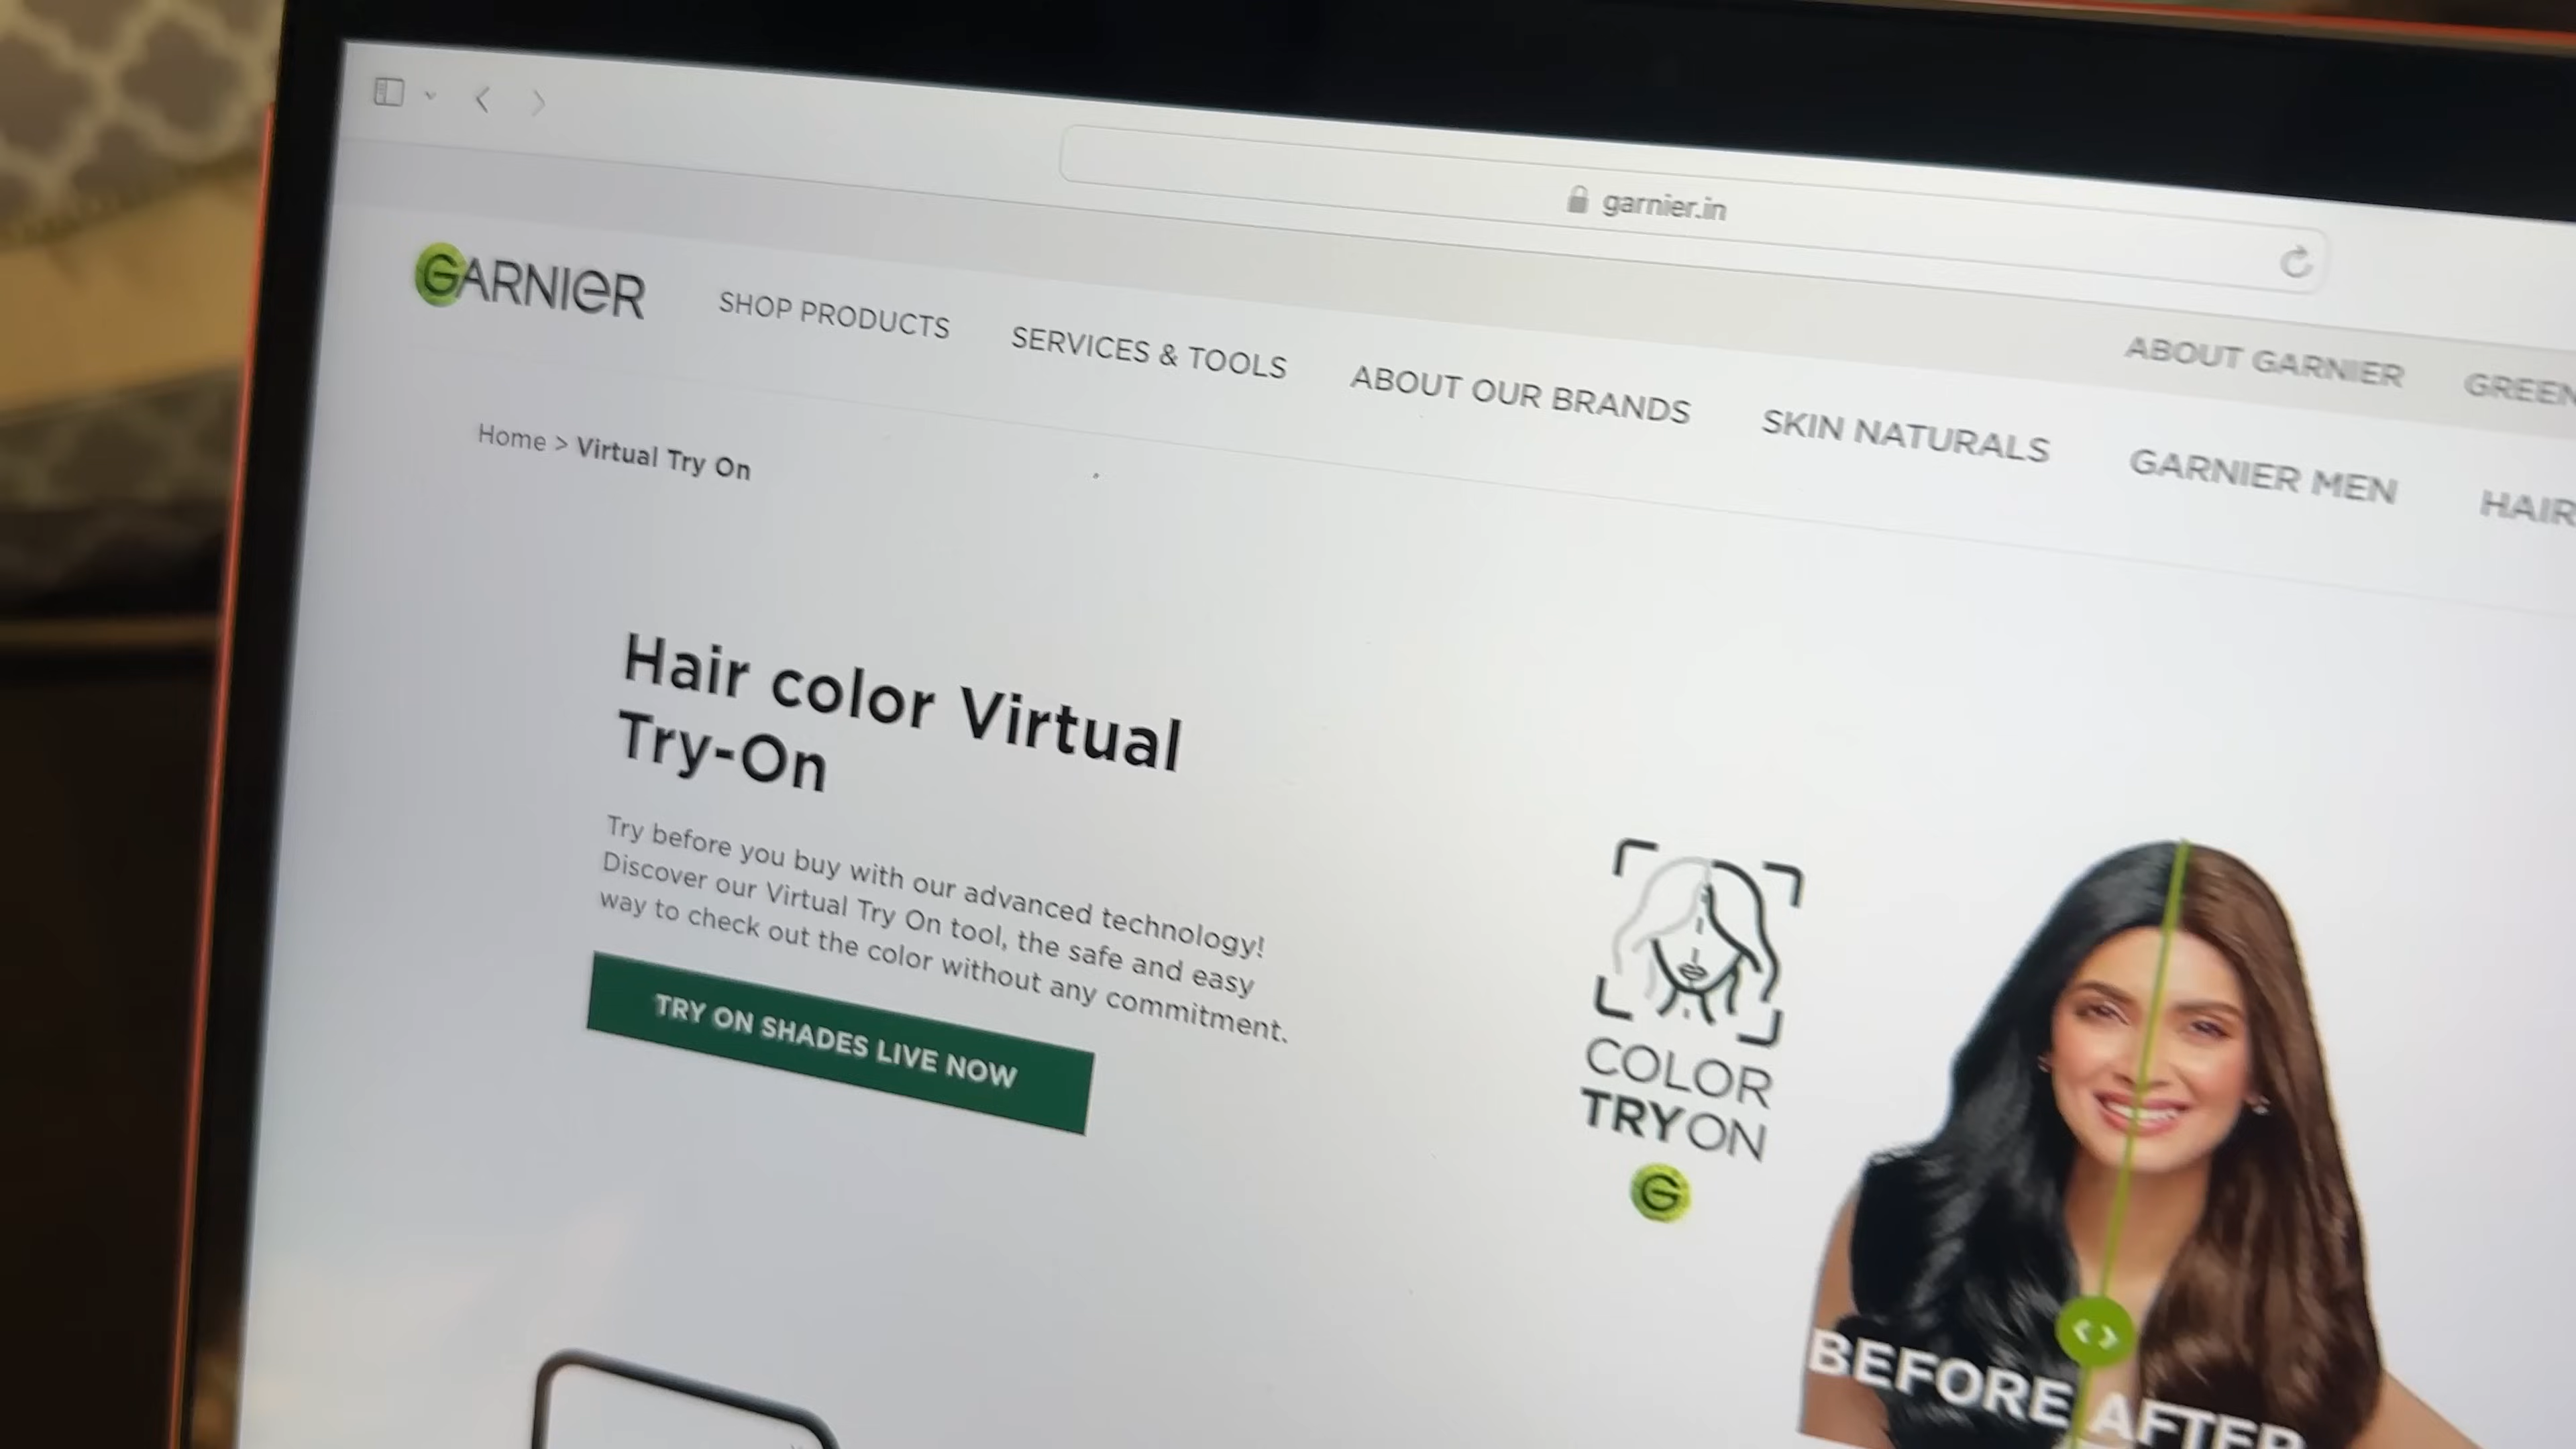 garnier.in
ABOUT GARNIER
GARNIER
SHOP PRODUCTS
SERVICES & TOOLS
ABOUT OUR BRANDS
SKIN NATURALS
GARNIER MEN
HAIR
Home > Virtual Try On
Hair color Virtual
Try-On
Try before you buy with our advanced technology!
Discover our Virtual Try On tool, the safe and easy
way to check out the color without any commitment.
TRY ON SHADES LIVE NOW
COLOR
TRYON
G
BEFORE AFTER